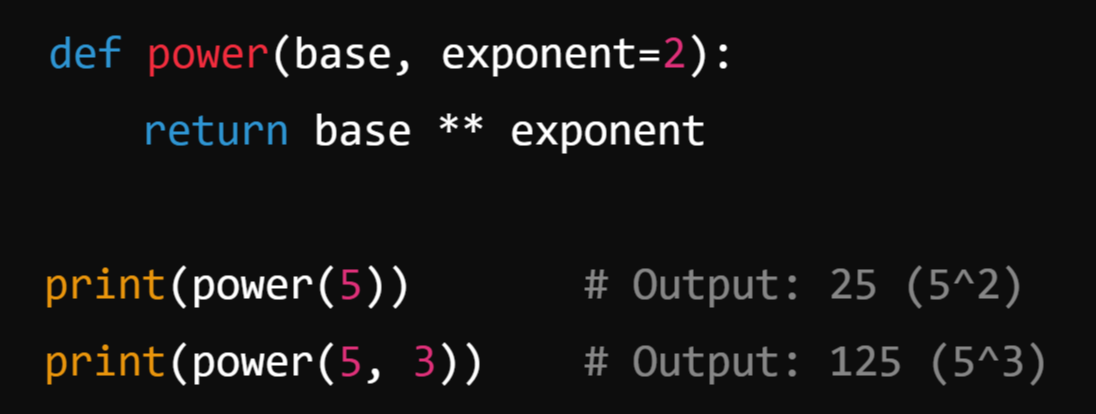 def power(base, exponent=2):
    return base ** exponent
print(power(5))       # Output: 25 (5^2)
print(power(5, 3))    # Output: 125 (5^3)